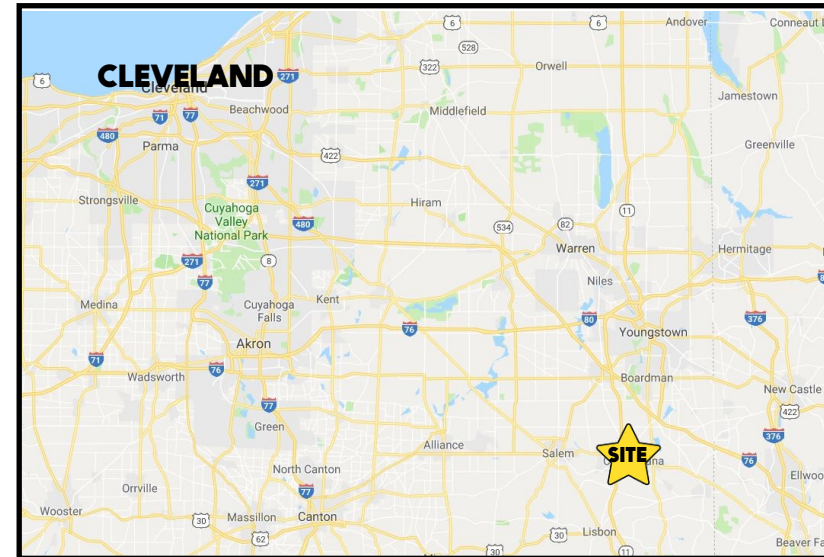 6
6
Andover
Conneaut L
528
322
Orwell
CLEVELAND
Cleveland
271
6
Jamestown
Beachwood
Middlefield
71
77
480
Parma
422
Greenville
271
Strongsville
Hiram
11
Cuyahoga
Valley
National Park
480
534
82
Warren
Hermitage
271
8
77
Niles
Medina
Cuyahoga
Falls
Kent
76
80
376
Youngstown
Akron
71
76
Wadsworth
Boardman
New Castle
77
422
Green
376
Alliance
Salem
SITE
76
North Canton
Ellwoo
Orrville
77
Wooster
30
Massillon
Canton
62
30
Lisbon
30
11
Beaver Fa